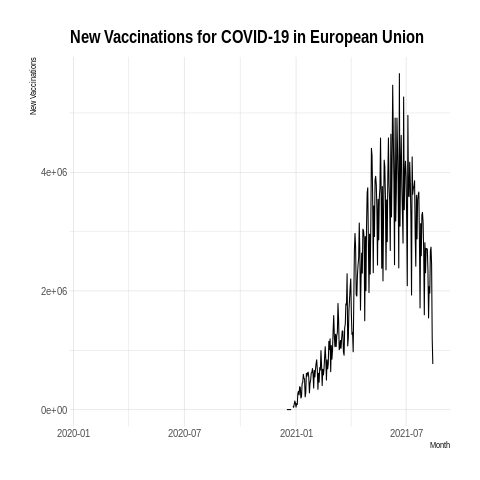 New Vaccinations for COVID-19 in European Union
New Vaccinations
4e+06
2e+06
0e+00
2020-01 2020-07 2021-01 2021-07
Month